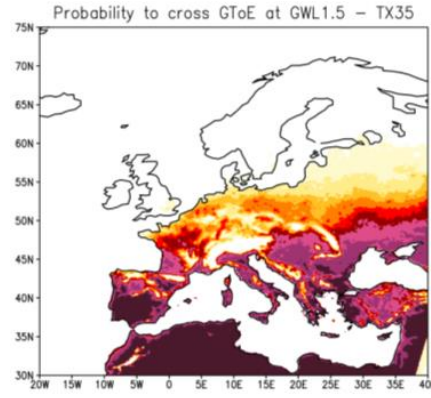 Probability to cross GToE at GWL1.5 – TX35
75N
70N
65N
60N
55N
50N
45N
40N
35N
30N
20W 15W 10W 5W 0 5E 10E 15E 20E 25E 30E 35E 40E